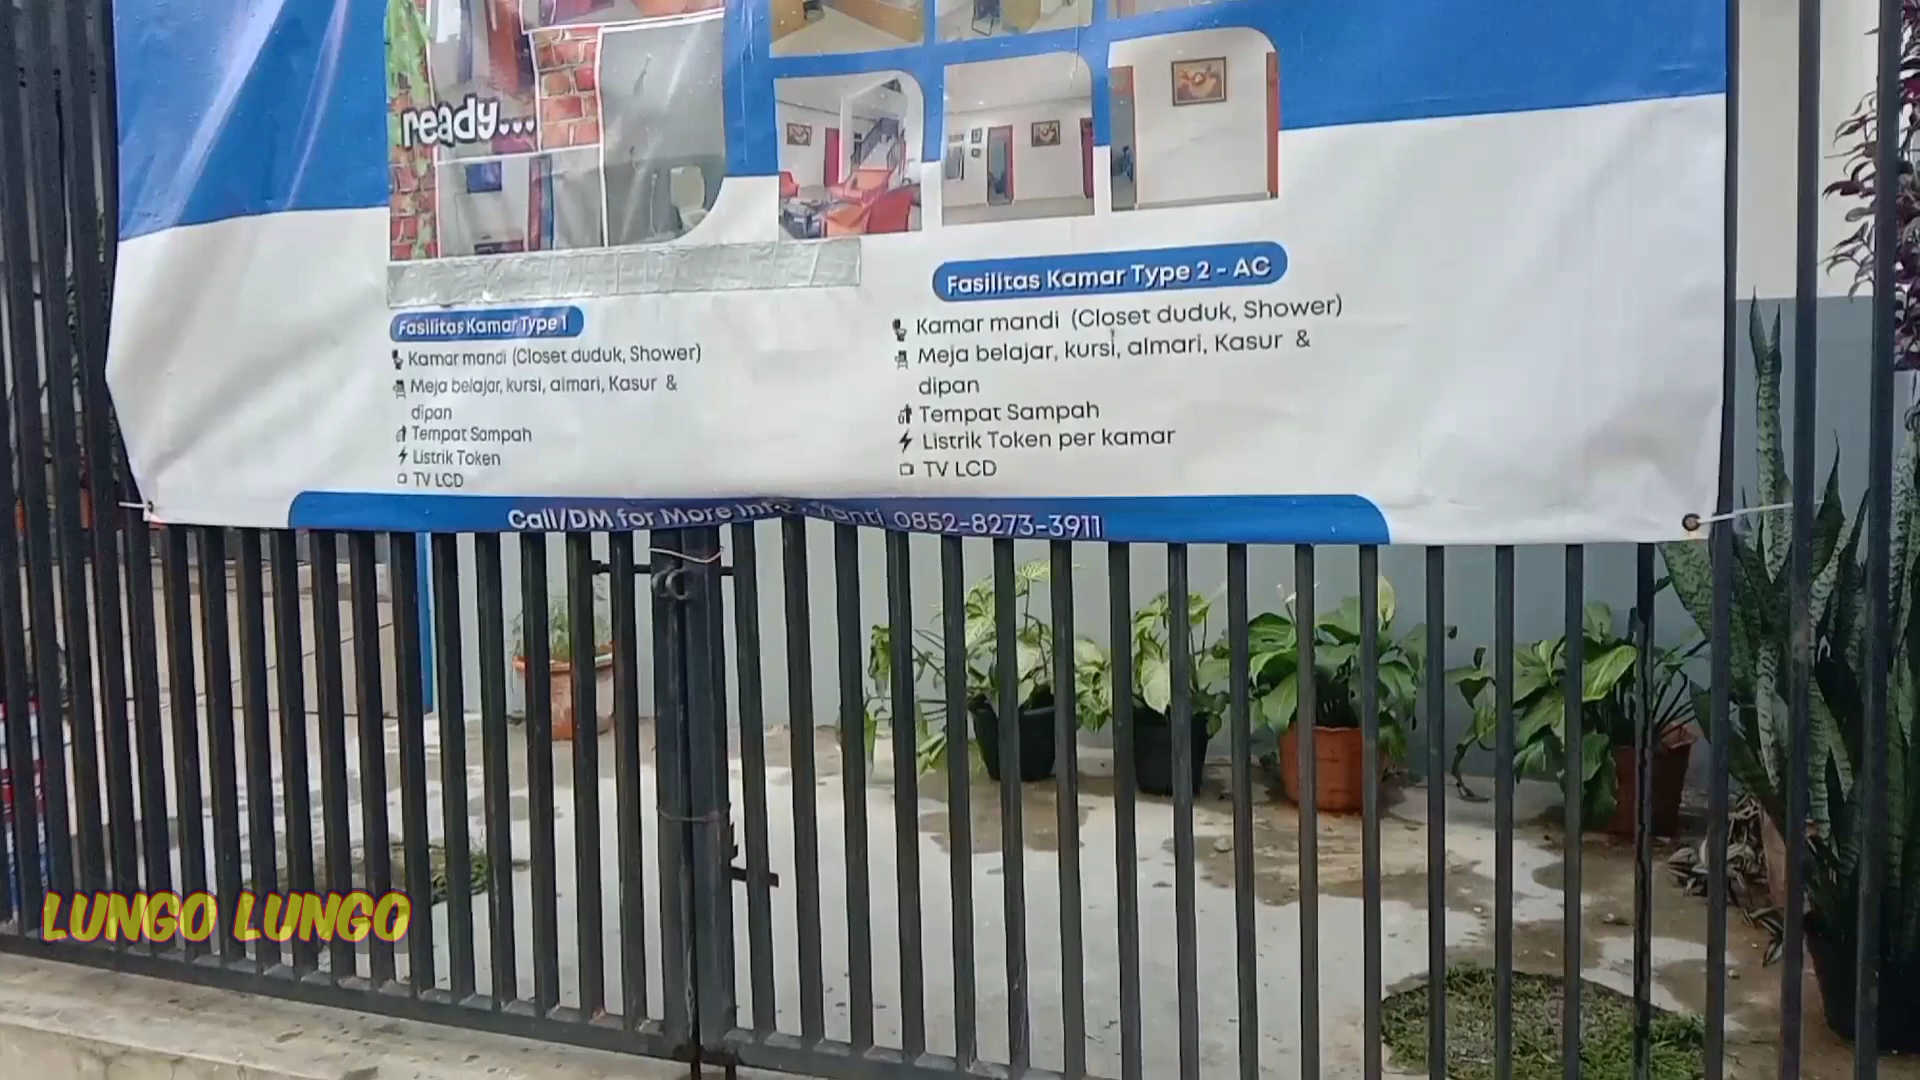 ready...
Fasilitas Kamar Type 1
Kamar mandi (Closet duduk, Shower)
Meja belajar, kursi, almari, Kasur &
dipan
Tempat Sampah
Listrik Token
TV LCD
Fasilitas Kamar Type 2 - AC
Kamar mandi (Closet duduk, Shower)
Meja belajar, kursi, almari, Kasur &
dipan
Tempat Sampah
Listrik Token per kamar
TV LCD
Call/DM for More Info : Yanti 0852-8273-3911
LUNGO LUNGO